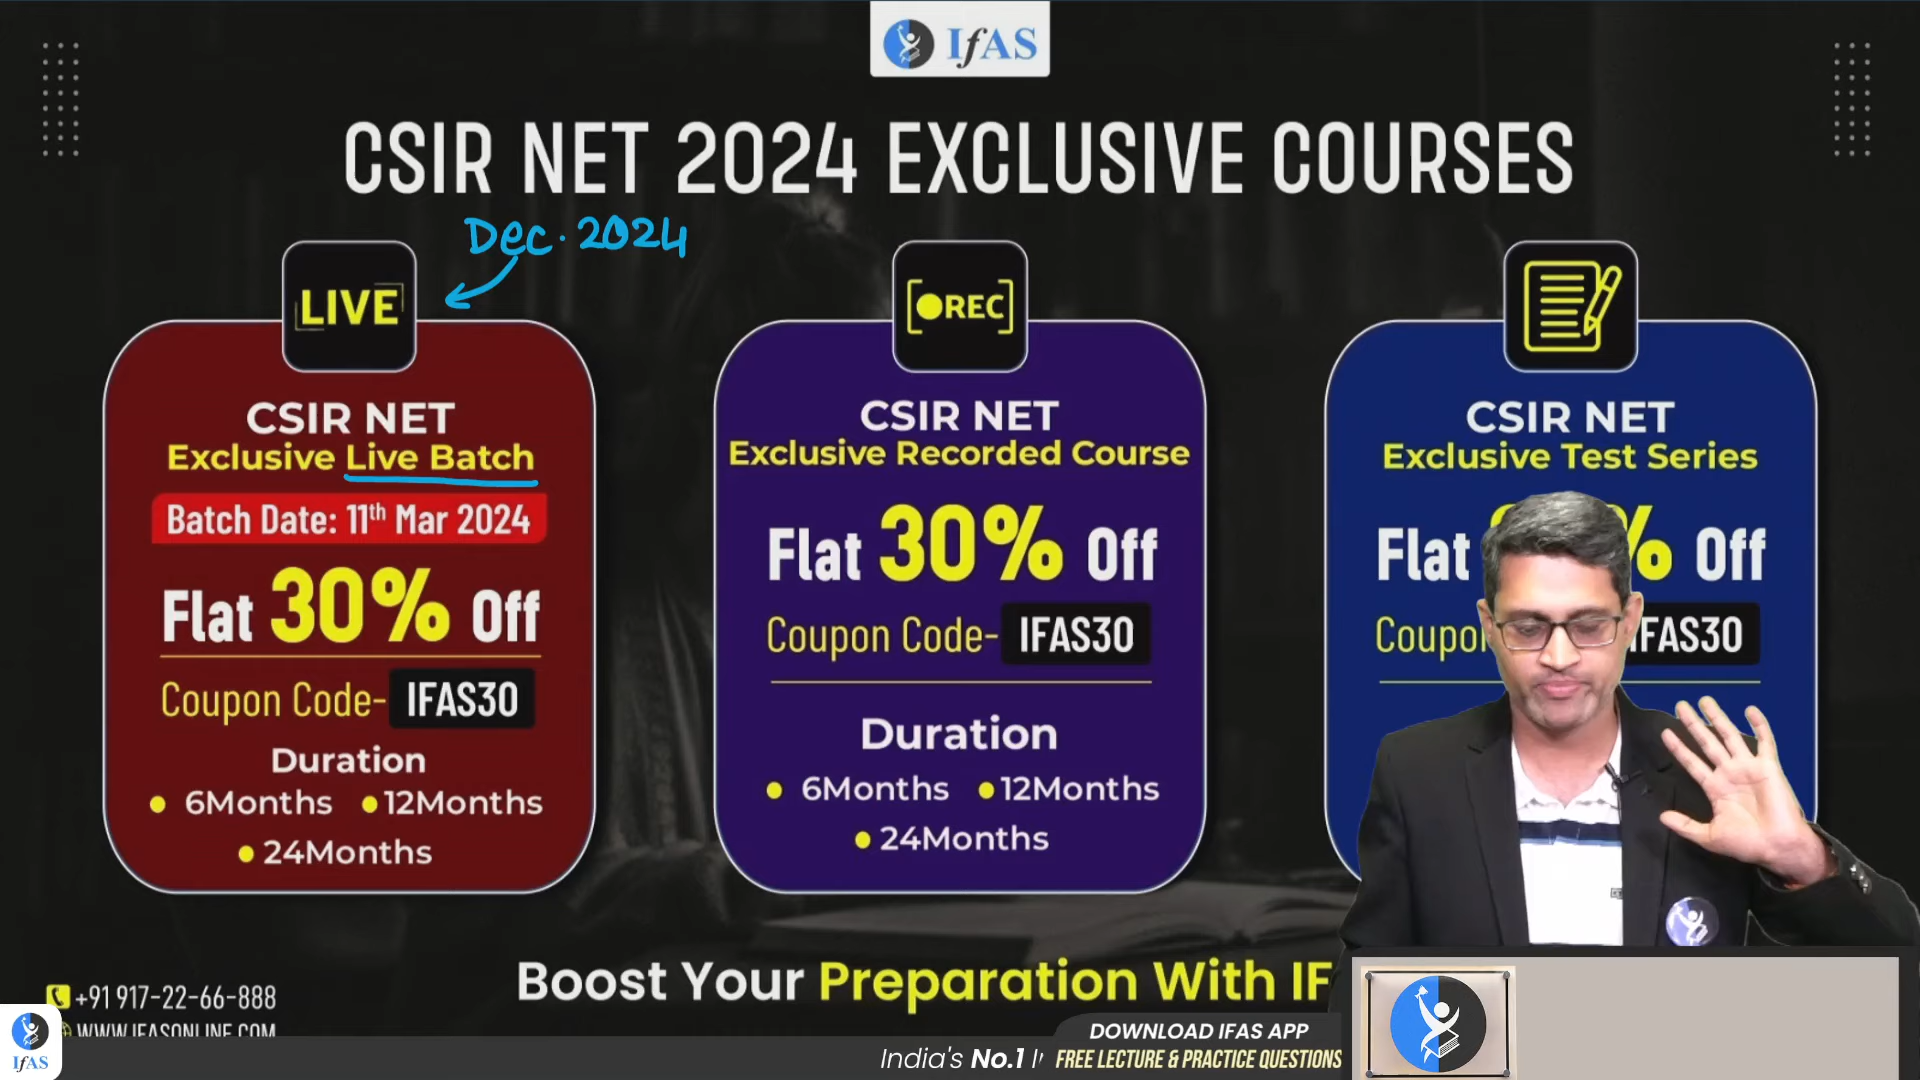 IfAS
CSIR NET 2024 EXCLUSIVE COURSES
Dec. 2024
LIVE
CSIR NET
Exclusive Live Batch
Batch Date: 11th Mar 2024
Flat 30% Off
Coupon Code- IFAS30
Duration
• 6Months • 12Months
• 24Months
REC
CSIR NET
Exclusive Recorded Course
Flat 30% Off
Coupon Code- IFAS30
Duration
• 6Months • 12Months
• 24Months
CSIR NET
Exclusive Test Series
Flat % Off
Boost Your Preparation With
+91 917-22-66-888
WWW.IFASONLINE.COM
IfAS
DOWNLOAD IFAS APP
India's No.1
FREE LECTURE & PRACTICE QUESTIONS